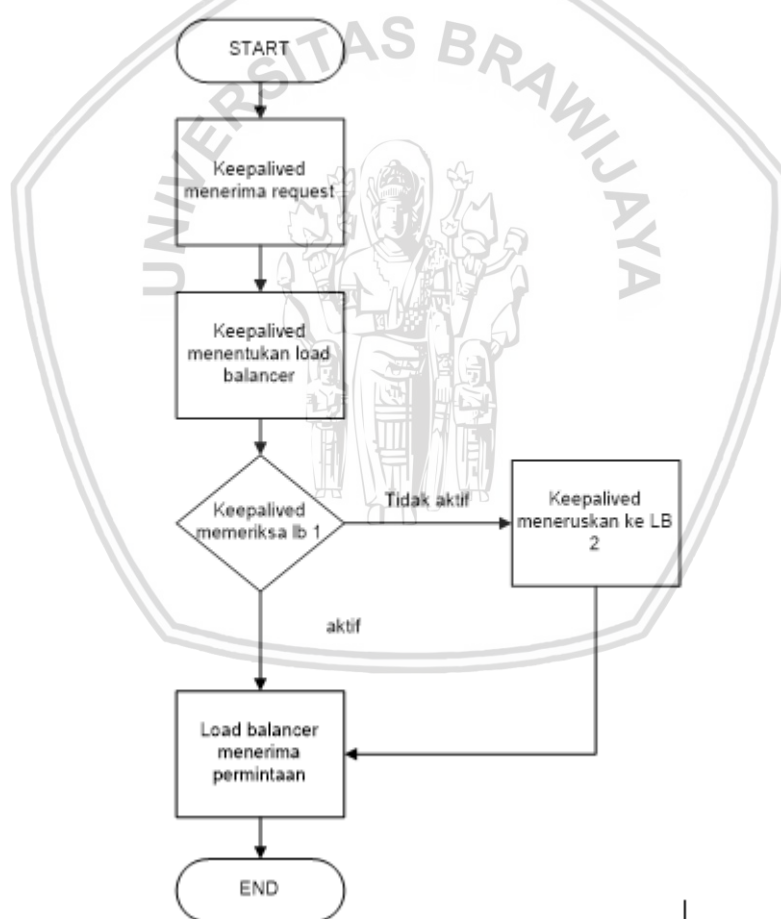 UNIVERSITAS BRAWIJAYA
START
Keepalived
menerima request
Keepalived
menentukan load
balancer
Keepalived
memeriksa lb 1
Tidak aktif
Keepalived
meneruskan ke LB
2
aktif
Load balancer
menerima
permintaan
END